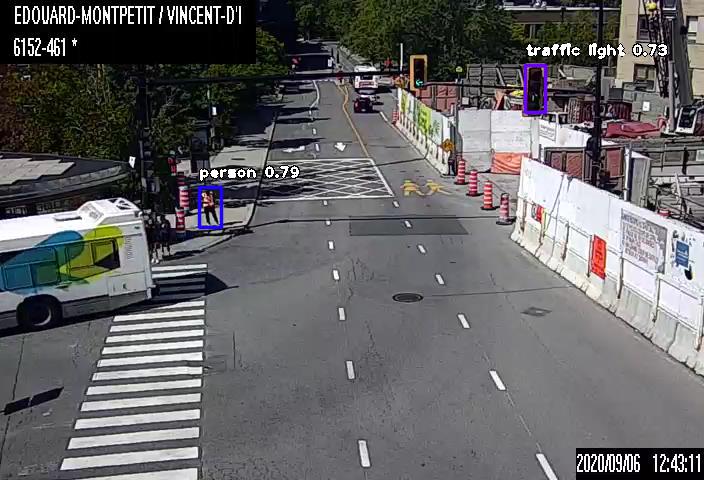 EDOUARD-MONTPETIT / VINCENT-D'I
6152-461 *
traffic light 0.73
person 0.79
2020/09/06 12:43:11